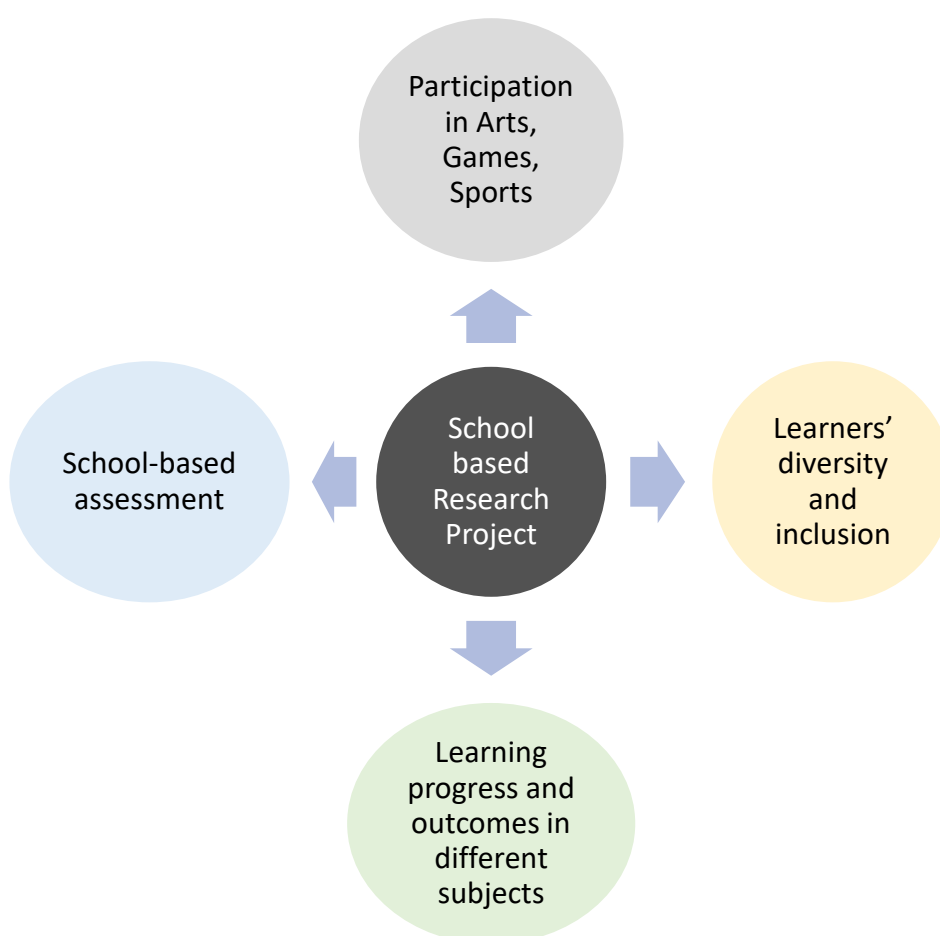 Participation
in Arts,
Games,
Sports
School-based
assessment
School
based
Research
Project
Learners’
diversity
and
inclusion
Learning
progress and
outcomes in
different
subjects